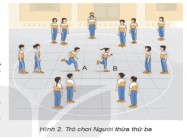 A B
Hình 2. Trò chơi Người thừa thứ ba